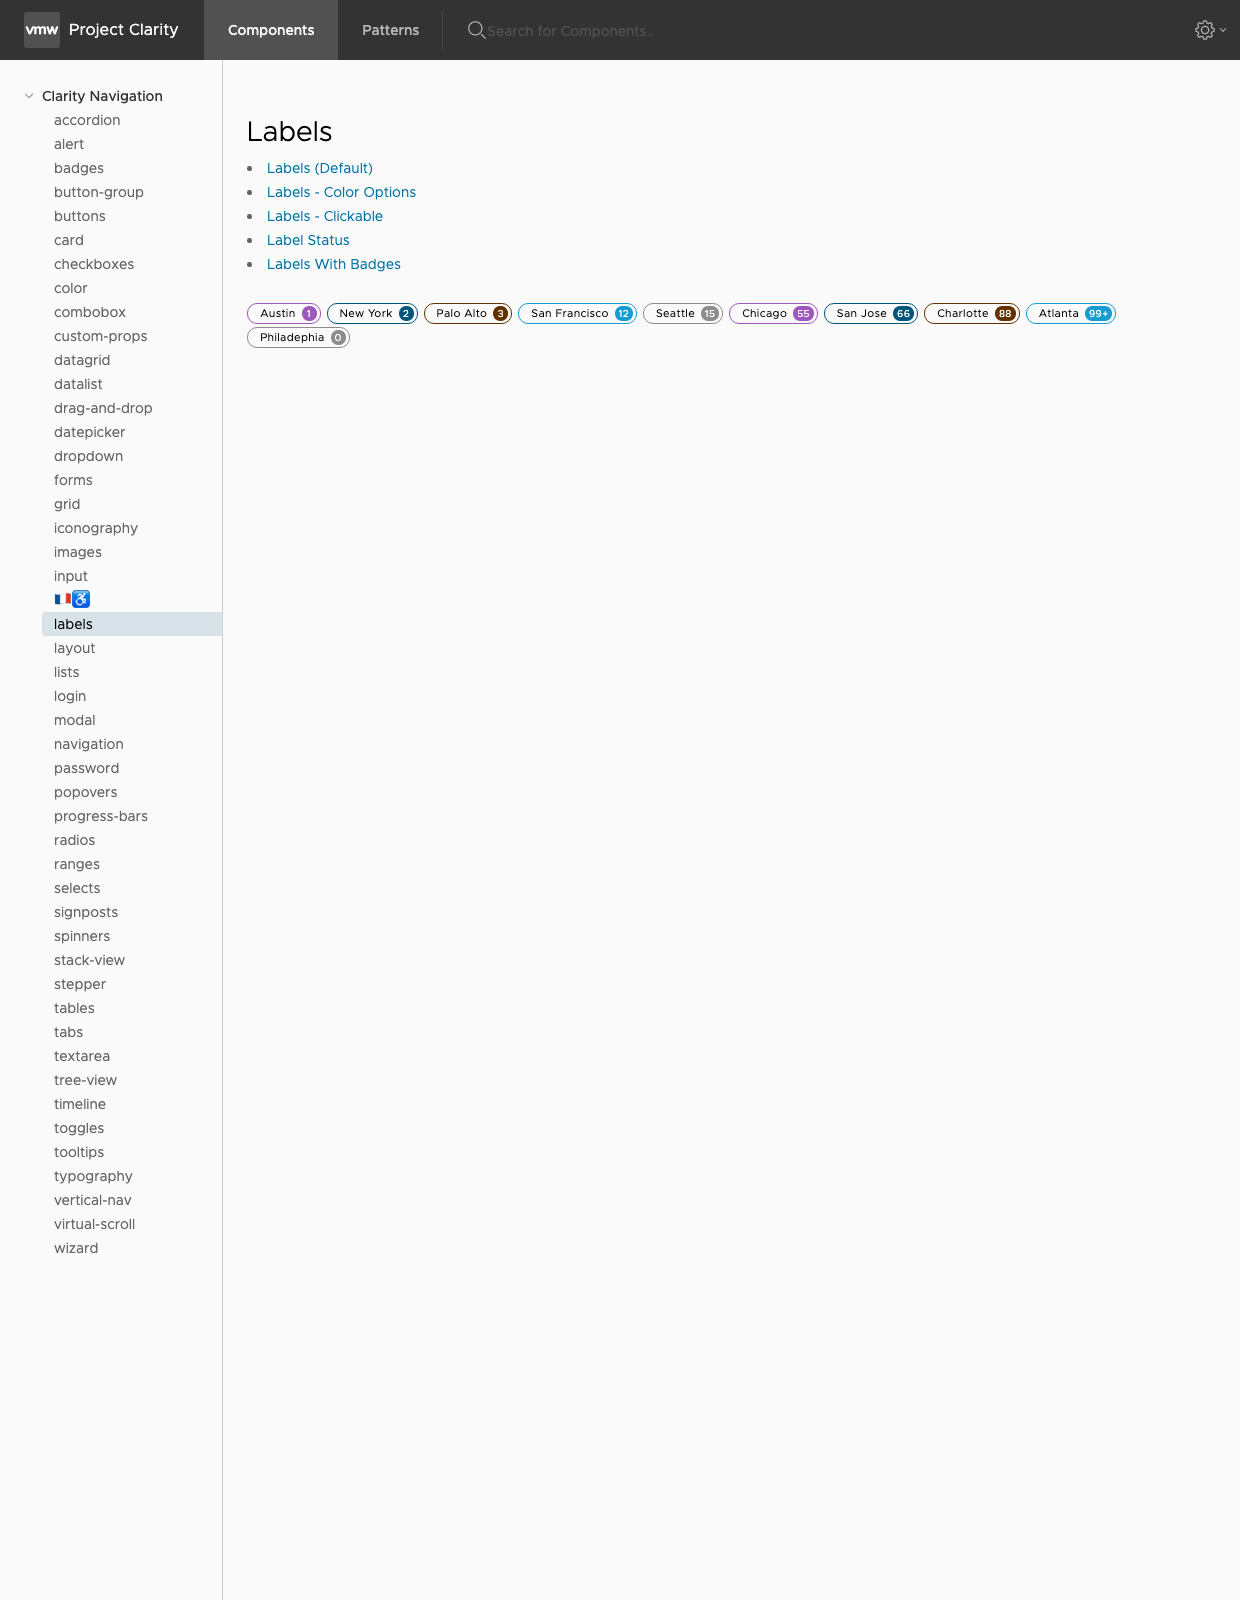 vmw Project Clarity Components Patterns Search for Components..
Clarity Navigation
accordion
alert
badges
button-group
buttons
card
checkboxes
color
combobox
custom-props
datagrid
datalist
drag-and-drop
datepicker
dropdown
forms
grid
iconography
images
input
🇫🇷♿
labels
layout
lists
login
modal
navigation
password
popovers
progress-bars
radios
ranges
selects
signposts
spinners
stack-view
stepper
tables
tabs
textarea
tree-view
timeline
toggles
tooltips
typography
vertical-nav
virtual-scroll
wizard
Labels
Labels (Default)
Labels - Color Options
Labels - Clickable
Label Status
Labels With Badges
Austin 1 New York 2 Palo Alto 3 San Francisco 12 Seattle 15 Chicago 55 San Jose 66 Charlotte 88 Atlanta 99+
Philadephia 0